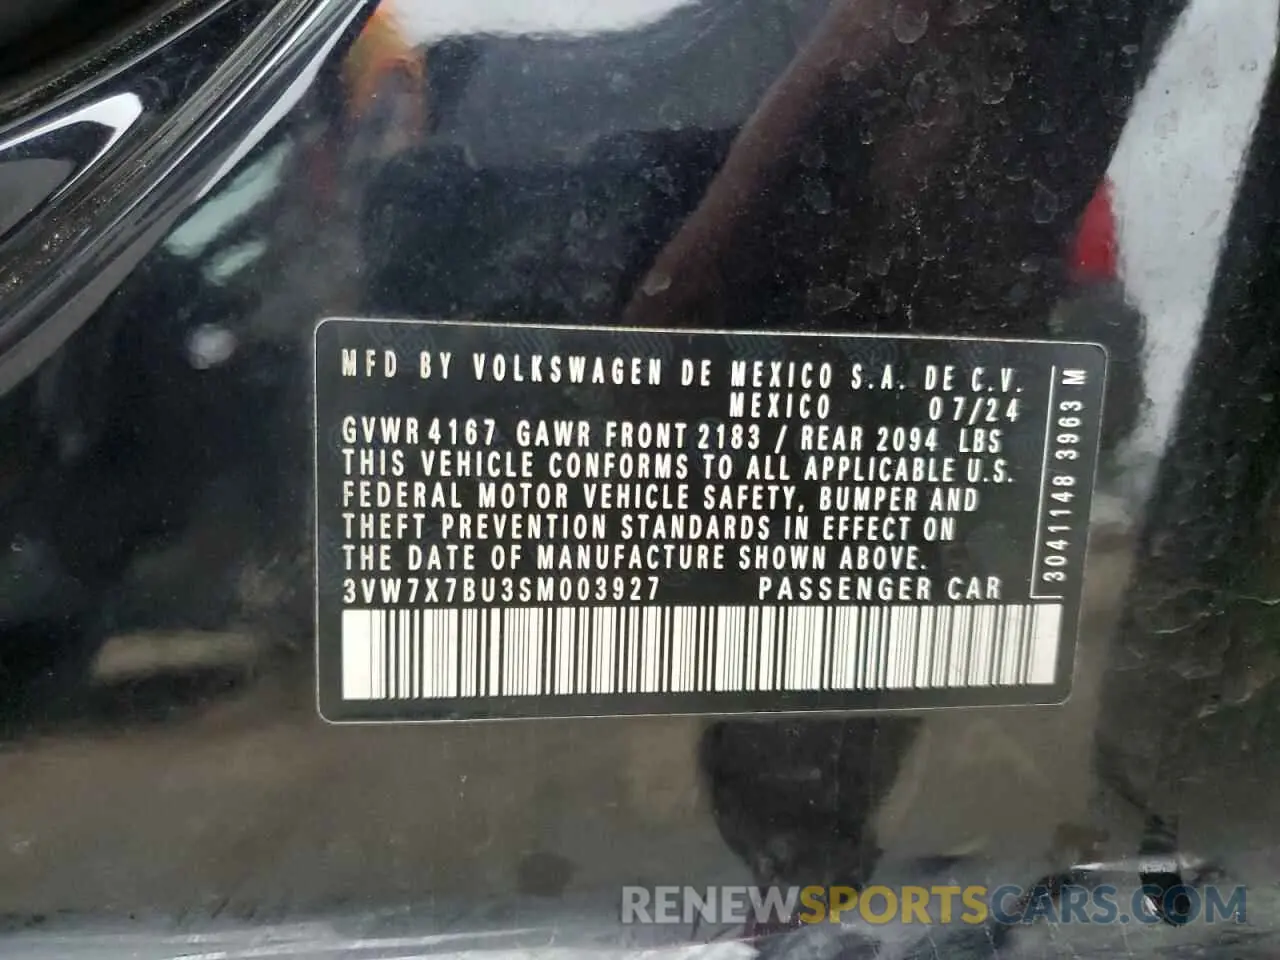 MFD BY VOLKSWAGEN DE MEXICO S.A. DE C.V.
MEXICO 07/24
GVWR 4167 GAWR FRONT 2183 / REAR 2094 LBS
THIS VEHICLE CONFORMS TO ALL APPLICABLE U.S.
FEDERAL MOTOR VEHICLE SAFETY, BUMPER AND
THEFT PREVENTION STANDARDS IN EFFECT ON
THE DATE OF MANUFACTURE SHOWN ABOVE.
3VW7X7BU3SM003927 PASSENGER CAR
3041148 3963 M
RENEWSPORTSCARS.COM